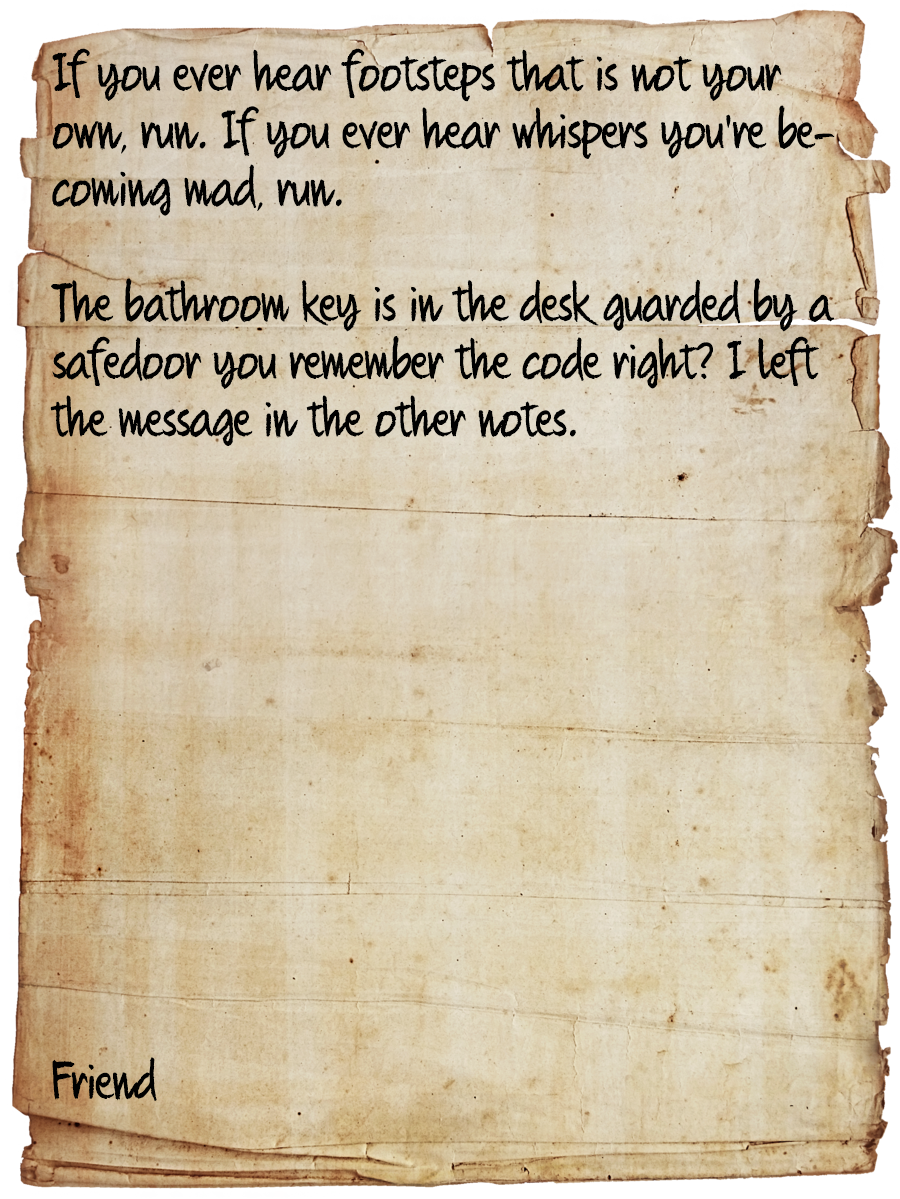 If you ever hear footsteps that is not your
own, run. If you ever hear whispers you're be-
coming mad, run.
The bathroom key is in the desk guarded by a
safedoor you remember the code right? I left
the message in the other notes.
Friend